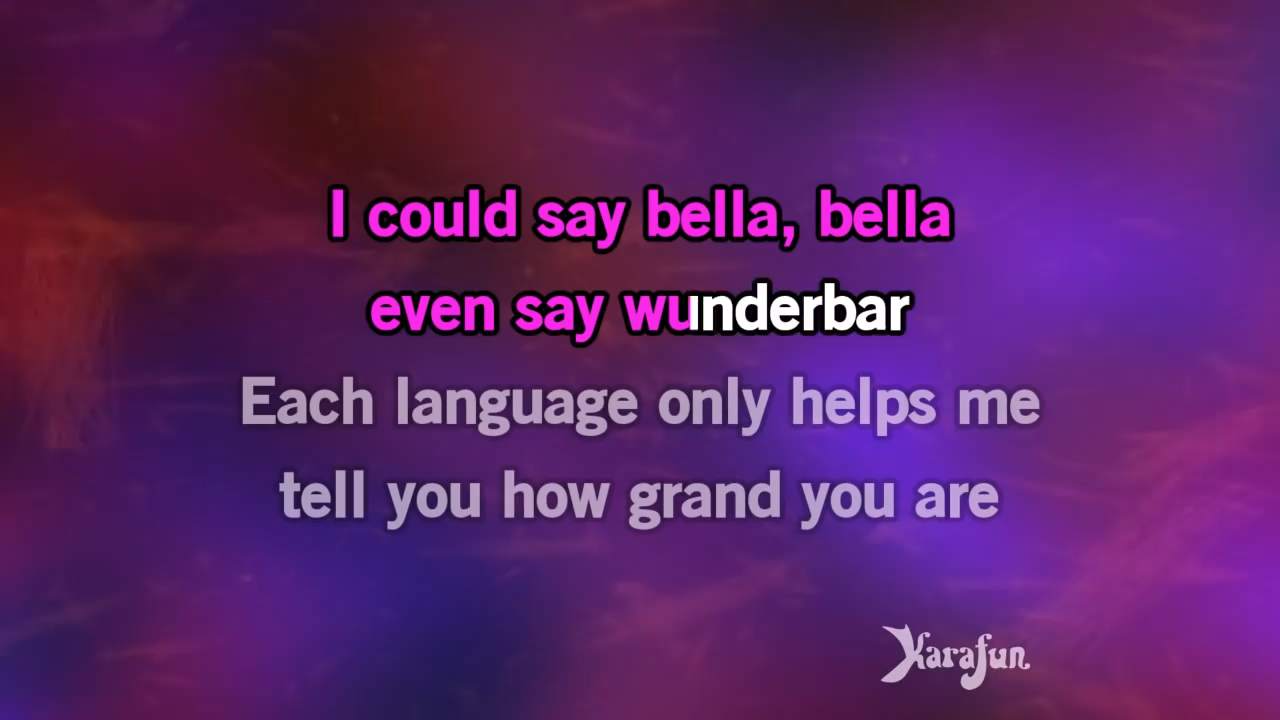 I could say bella, bella
even say wunderbar
Each language only helps me
tell you how grand you are
Karafun